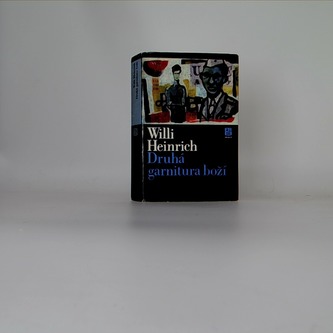 Willi
Heinrich
Druhá
garnitura boží